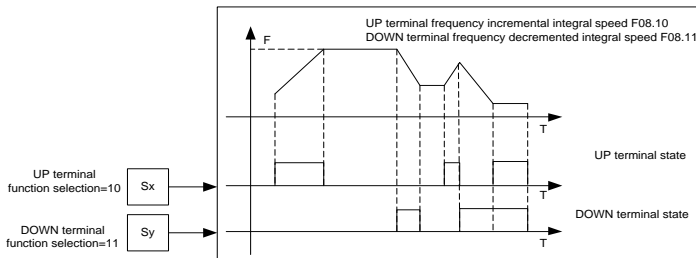 UP terminal frequency incremental integral speed F08.10
DOWN terminal frequency decremented integral speed F08.11
F
T
UP terminal state
UP terminal
function selection=10
Sx
T
DOWN terminal state
DOWN terminal
function selection=11
Sy
T